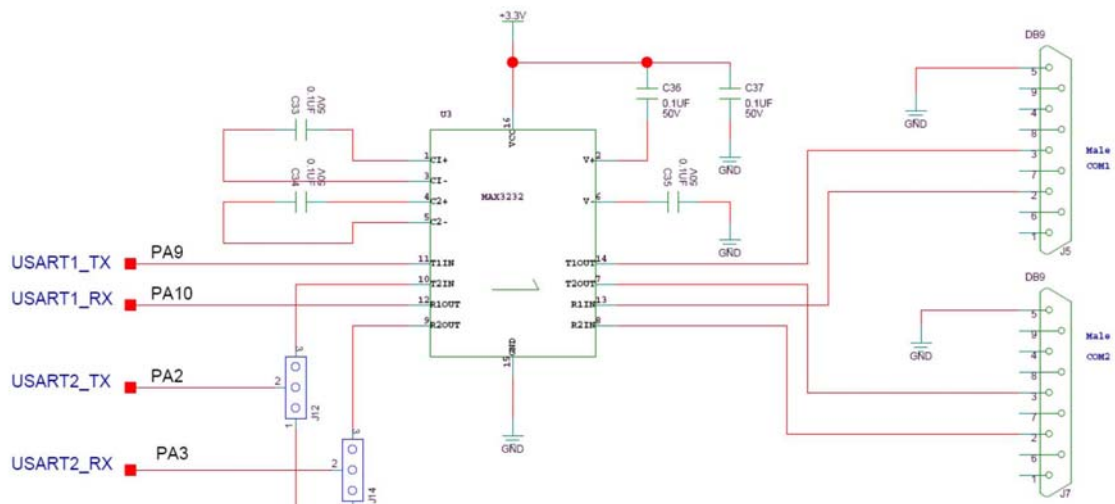 +3.3V
DB9
C36
0.1UF
50V
C37
0.1UF
50V
GND
GND
5
9
4
8
3
7
2
6
1
Male
COM1
J5
C33
0.1UF
50V
C34
0.1UF
50V
U3
16
VCC
MAX3232
1 C1+
3 C1-
4 C2+
5 C2-
V+ 2
V- 6
C35
0.1UF
50V
GND
USART1_TX PA9
11 T1IN
10 T2IN
USART1_RX PA10
12 R1OUT
9 R2OUT
T1OUT 14
T2OUT 7
R1IN 13
R2IN 8
GND
15
GND
USART2_TX PA2
3
2
1
J12
USART2_RX PA3
3
2
J14
DB9
GND
5
9
4
8
3
7
2
6
1
Male
COM2
J7